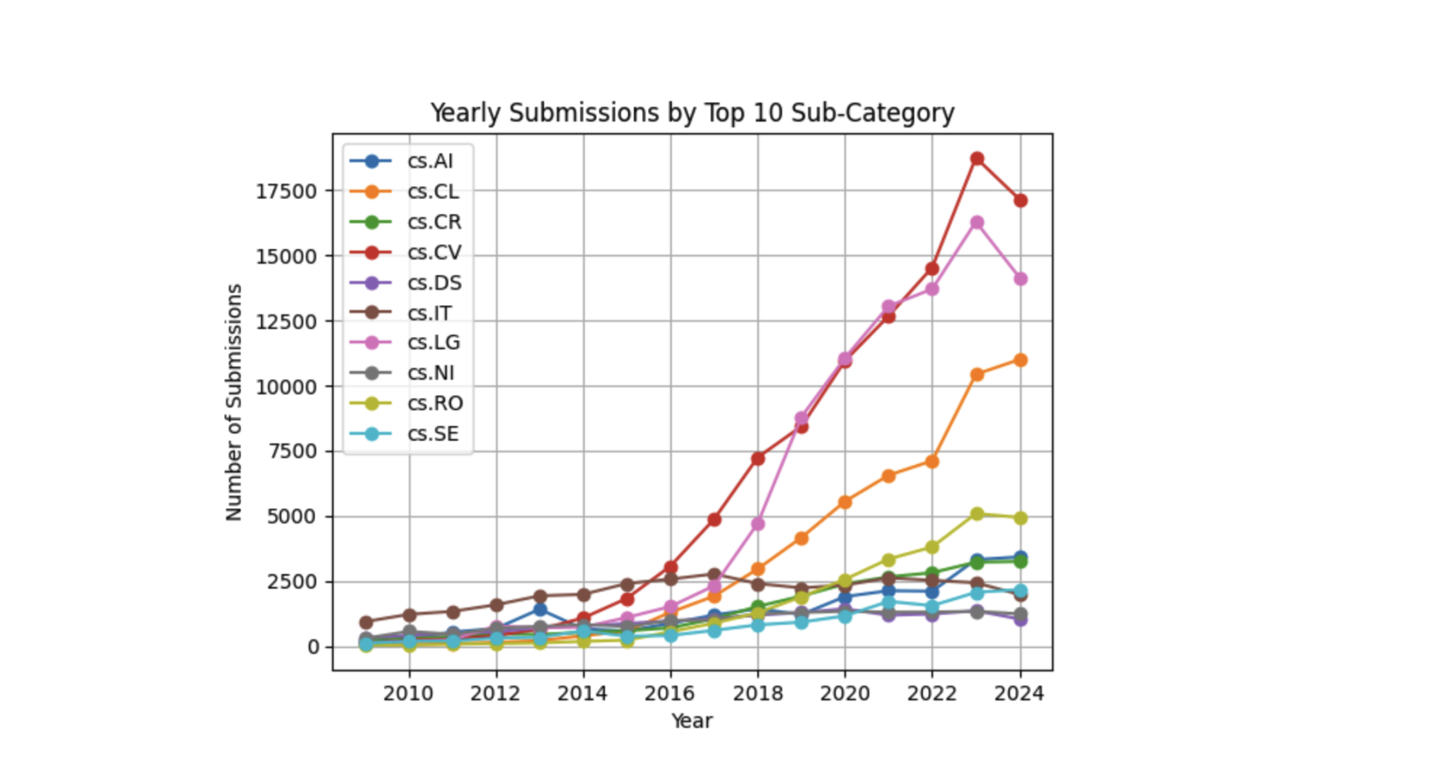 Yearly Submissions by Top 10 Sub-Category
cs.AI
cs.CL
cs.CR
cs.CV
cs.DS
cs.IT
cs.LG
cs.NI
cs.RO
cs.SE
17500
15000
12500
10000
7500
5000
2500
0
Number of Submissions
2010 2012 2014 2016 2018 2020 2022 2024
Year